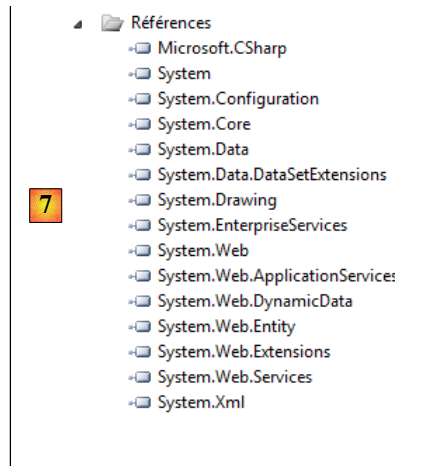 Références
Microsoft.CSharp
System
System.Configuration
System.Core
System.Data
System.Data.DataSetExtensions
7
System.Drawing
System.EnterpriseServices
System.Web
System.Web.ApplicationServices
System.Web.DynamicData
System.Web.Entity
System.Web.Extensions
System.Web.Services
System.Xml